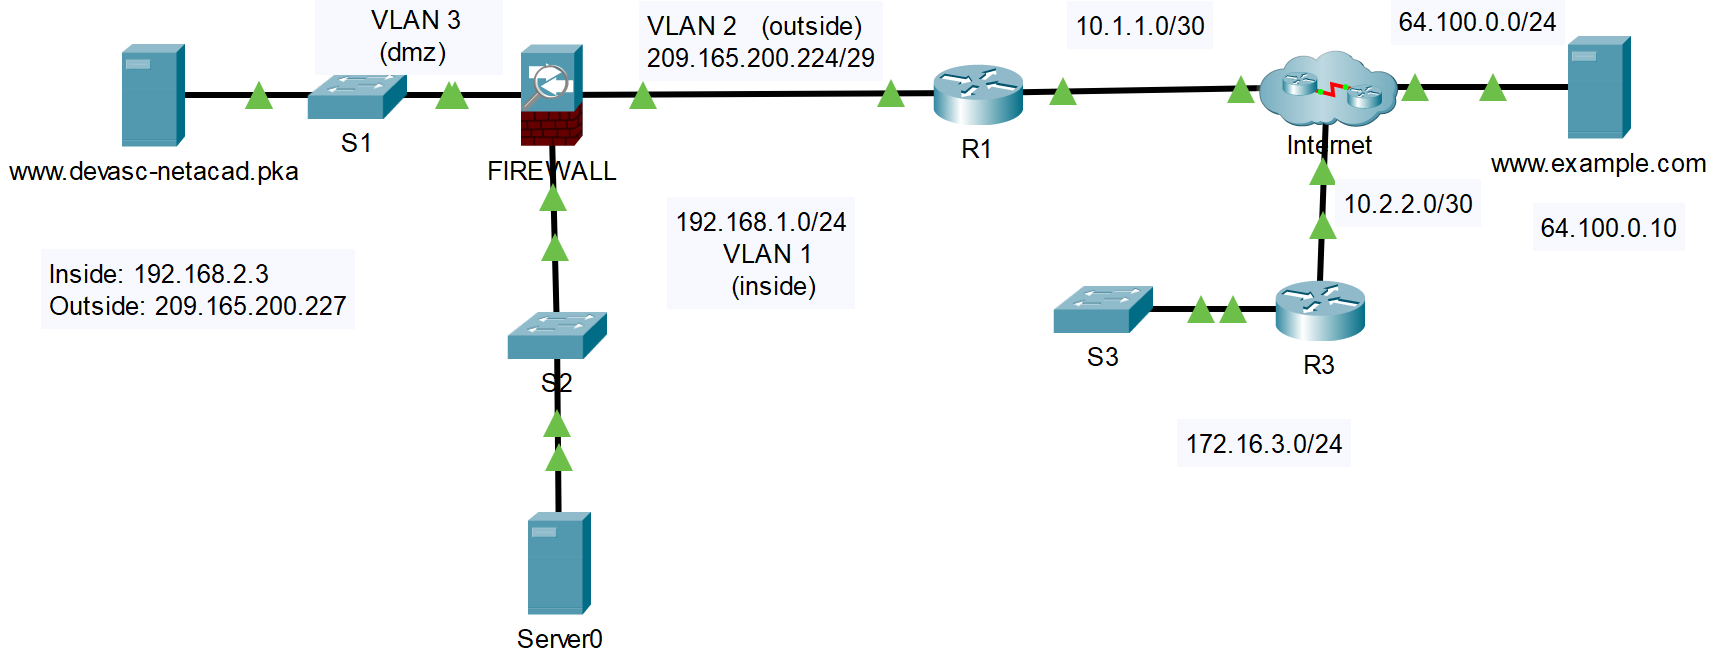 VLAN 3
(dmz)
VLAN 2 (outside)
209.165.200.224/29
10.1.1.0/30
64.100.0.0/24
S1
www.devasc-netacad.pka
FIREWALL
R1
Internet
www.example.com
192.168.1.0/24
VLAN 1
(inside)
10.2.2.0/30
64.100.0.10
Inside: 192.168.2.3
Outside: 209.165.200.227
S2
S3
R3
172.16.3.0/24
Server0